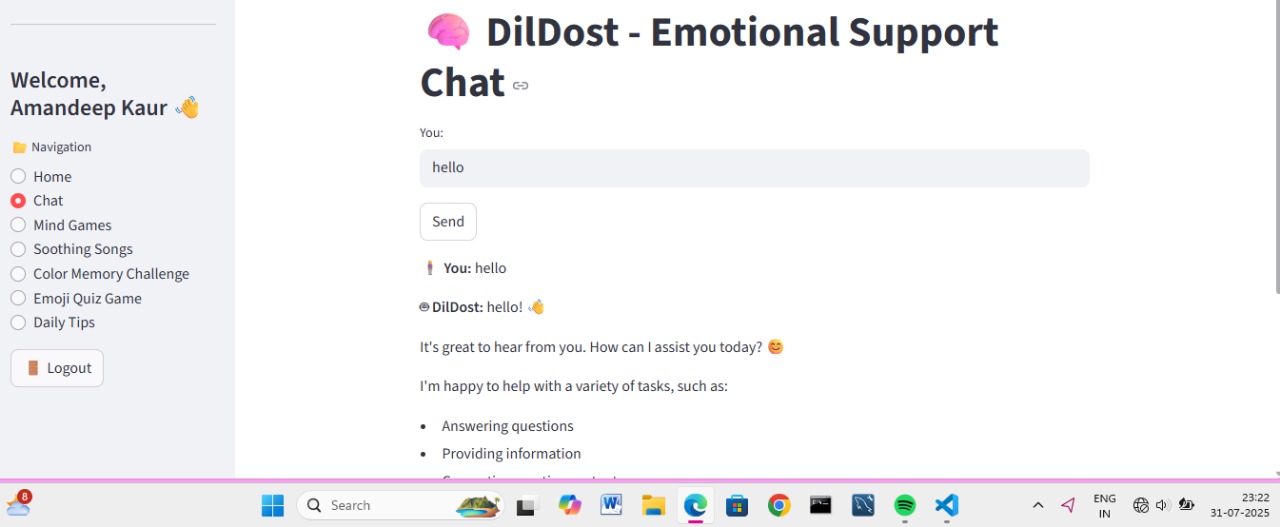 Welcome,
Amandeep Kaur 👋
📁 Navigation
Home
Chat
Mind Games
Soothing Songs
Color Memory Challenge
Emoji Quiz Game
Daily Tips
🚪 Logout
🧠 DilDost - Emotional Support
Chat
You:
hello
Send
You: hello
DilDost: hello! 👋
It's great to hear from you. How can I assist you today? 😊
I'm happy to help with a variety of tasks, such as:
• Answering questions
• Providing information
8
Search
W
ENG
IN
23:22
31-07-2025